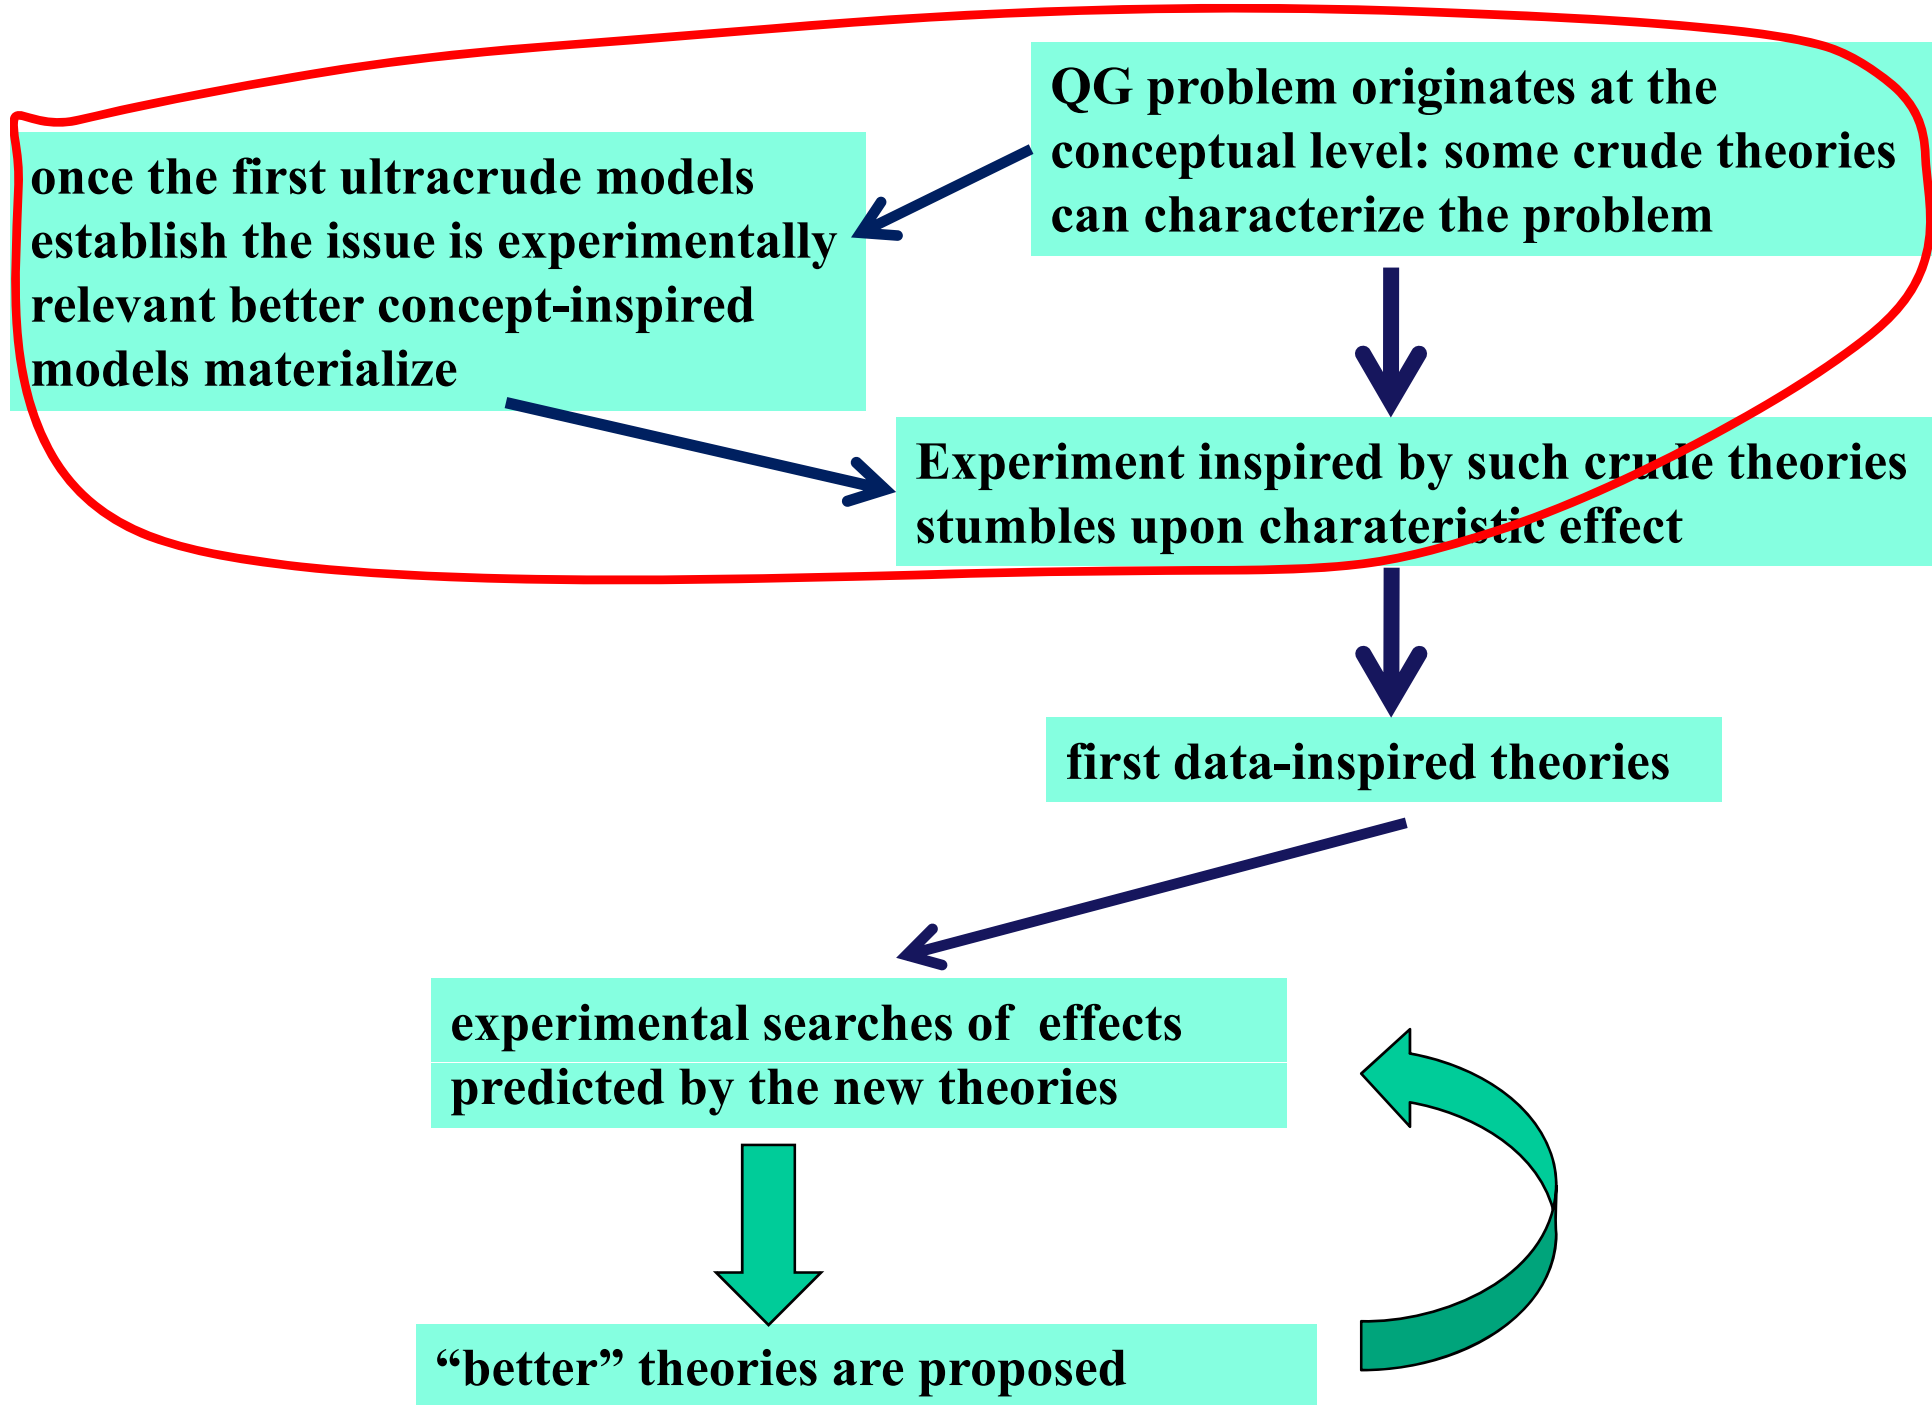 QG problem originates at the
conceptual level: some crude theories
can characterize the problem
once the first ultracrude models
establish the issue is experimentally
relevant better concept-inspired
models materialize
Experiment inspired by such crude theories
stumbles upon charateristic effect
first data-inspired theories
experimental searches of  effects
predicted by the new theories
“better” theories are proposed